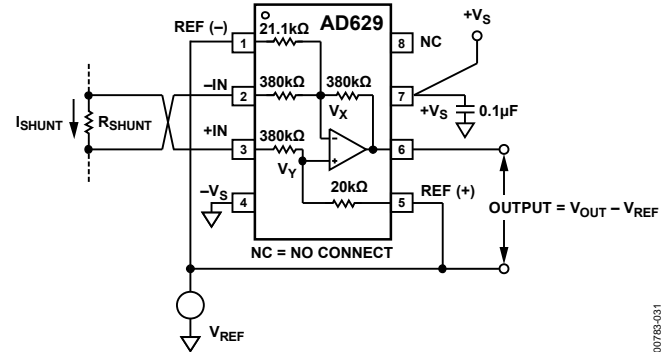 AD629
REF (–)
21.1kΩ
1
8
NC
+VS
–IN
380kΩ
380kΩ
2
7
+VS
0.1µF
ISHUNT
RSHUNT
VX
+IN
380kΩ
3
6
VY
–
+
20kΩ
REF (+)
–VS
4
5
OUTPUT = VOUT – VREF
NC = NO CONNECT
VREF
00783-031